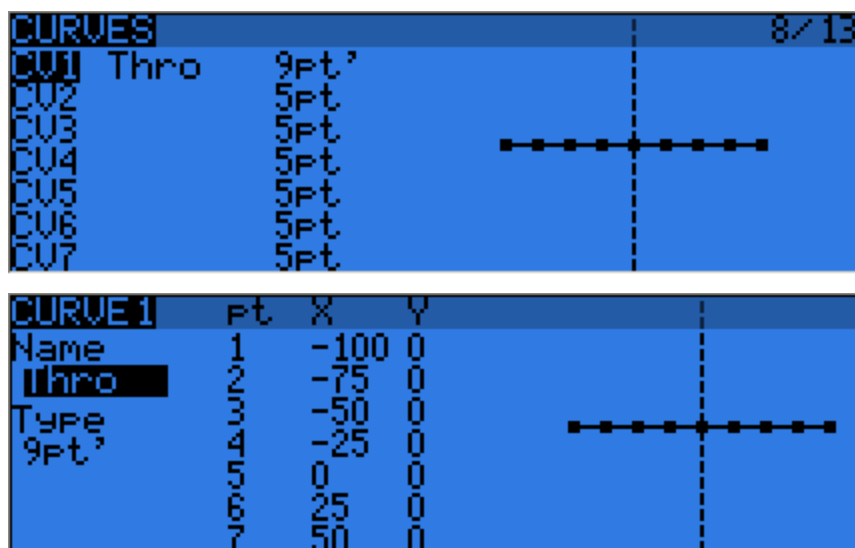 CURVES 8/13
CV1 Thro 9pt'
CV2 5pt
CV3 5pt
CV4 5pt
CV5 5pt
CV6 5pt
CV7 5pt
CURVE 1 pt X Y
Name 1 -100 0
Thro 2 -75 0
Type 3 -50 0
9pt' 4 -25 0
5 0 0
6 25 0
7 50 0